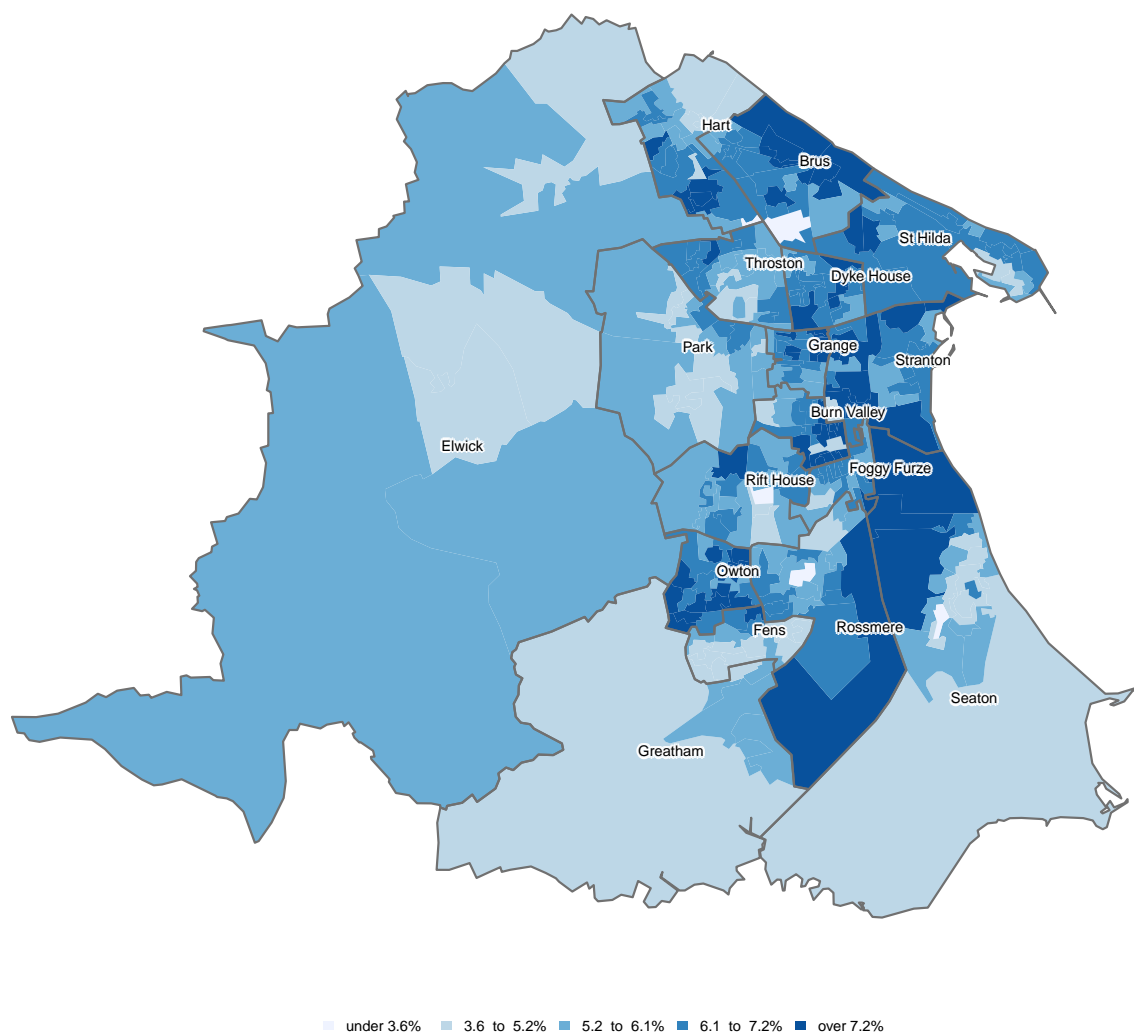 Hart
Brus
St Hilda
Throston
Dyke House
Park
Grange
Stranton
Burn Valley
Elwick
Foggy Furze
Rift House
Owton
Fens
Rossmere
Seaton
Greatham
under 3.6% 3.6 to 5.2% 5.2 to 6.1% 6.1 to 7.2% over 7.2%